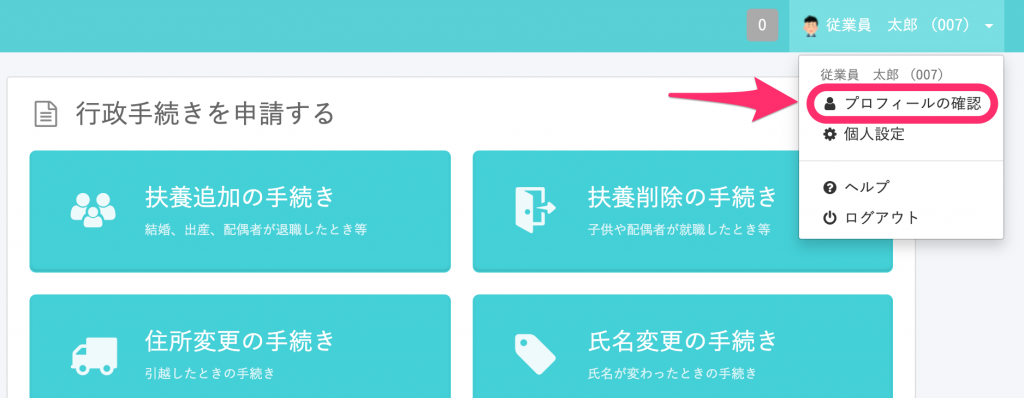 0
従業員　太郎 （007）
従業員　太郎 （007）
プロフィールの確認
個人設定
ヘルプ
ログアウト
行政手続きを申請する
扶養追加の手続き
結婚、出産、配偶者が退職したとき等
扶養削除の手続き
子供や配偶者が就職したとき等
住所変更の手続き
引越したときの手続き
氏名変更の手続き
氏名が変わったときの手続き